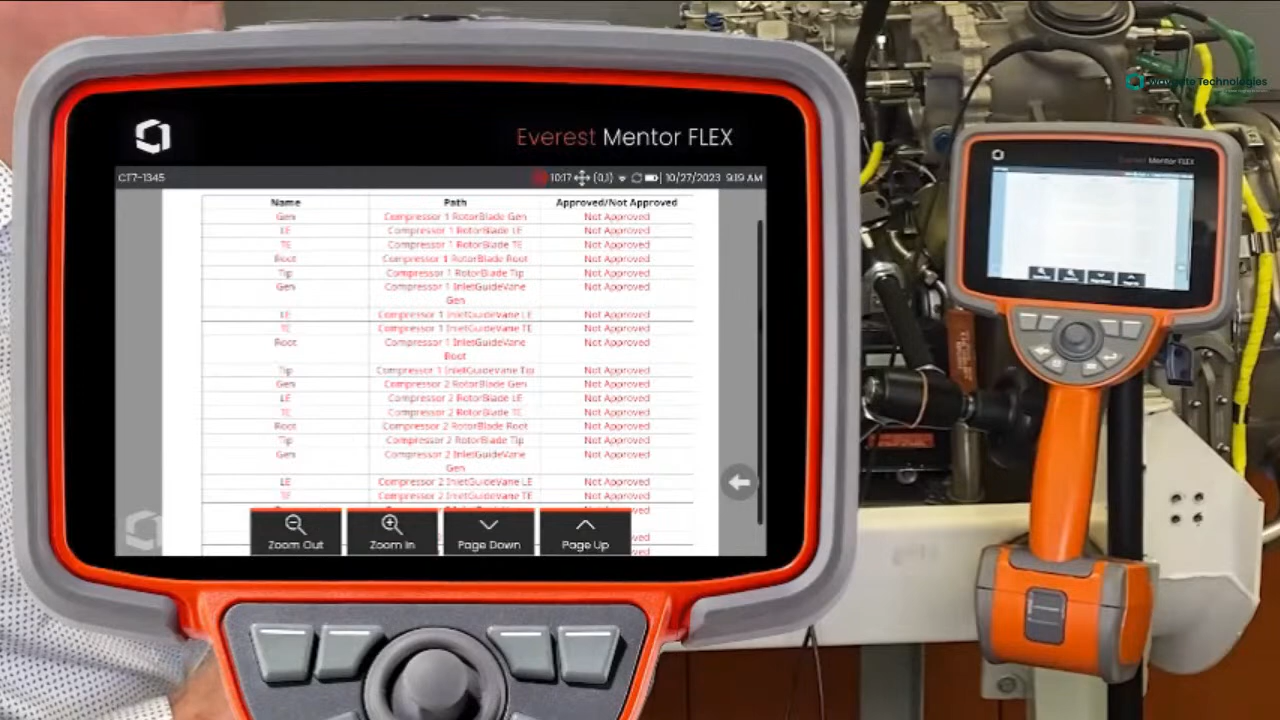 Waygate Technologies
Everest Mentor FLEX
CT7-1345 10:17 (0,1) 10/27/2023 9:19 AM
Name Path Approved/Not Approved
Gen Compressor 1 RotorBlade Gen Not Approved
LE Compressor 1 RotorBlade LE Not Approved
TE Compressor 1 RotorBlade TE Not Approved
Root Compressor 1 RotorBlade Root Not Approved
Tip Compressor 1 RotorBlade Tip Not Approved
Gen Compressor 1 InletGuideVane Not Approved
Gen
LE Compressor 1 InletGuideVane LE Not Approved
TE Compressor 1 InletGuideVane TE Not Approved
Root Compressor 1 InletGuideVane Not Approved
Root
Tip Compressor 1 InletGuideVane Tip Not Approved
Gen Compressor 2 RotorBlade Gen Not Approved
LE Compressor 2 RotorBlade LE Not Approved
TE Compressor 2 RotorBlade TE Not Approved
Root Compressor 2 RotorBlade Root Not Approved
Tip Compressor 2 RotorBlade Tip Not Approved
Gen Compressor 2 InletGuideVane Not Approved
Gen
LE Compressor 2 InletGuideVane LE Not Approved
TE Compressor 2 InletGuideVane TE Not Approved
Zoom Out Zoom In Page Down Page Up
Everest Mentor FLEX